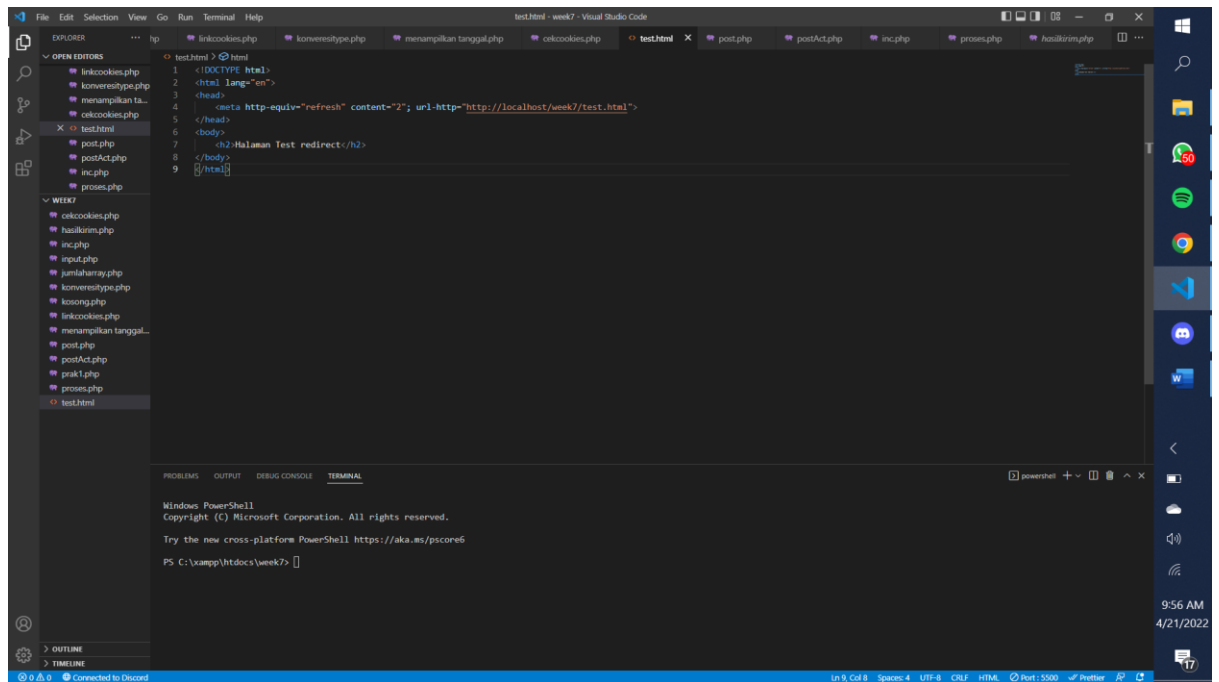 File Edit Selection View Go Run Terminal Help
test.html - week7 - Visual Studio Code
EXPLORER
hp
linkcookies.php
konveresitype.php
menampilkan tanggal.php
cekcookies.php
test.html
post.php
postAct.php
inc.php
proses.php
hasilkirim.php
OPEN EDITORS
linkcookies.php
konveresitype.php
menampilkan ta...
cekcookies.php
test.html
post.php
postAct.php
inc.php
proses.php
WEEK7
cekcookies.php
hasilkirim.php
inc.php
input.php
jumlaharray.php
konveresitype.php
kosong.php
linkcookies.php
menampilkan tanggal...
post.php
postAct.php
prak1.php
proses.php
test.html
OUTLINE
TIMELINE
test.html > html
1 <!DOCTYPE html>
2 <html lang="en">
3 <head>
4 <meta http-equiv="refresh" content="2"; url-http="http://localhost/week7/test.html">
5 </head>
6 <body>
7 <h2>Halaman Test redirect</h2>
8 </body>
9 </html>
PROBLEMS OUTPUT DEBUG CONSOLE TERMINAL
powershell
Windows PowerShell
Copyright (C) Microsoft Corporation. All rights reserved.
Try the new cross-platform PowerShell https://aka.ms/pscore6
PS C:\xampp\htdocs\week7>
0 0 Connected to Discord
Ln 9, Col 8 Spaces: 4 UTF-8 CRLF HTML Port : 5500 Prettier
50
W
9:56 AM
4/21/2022
17